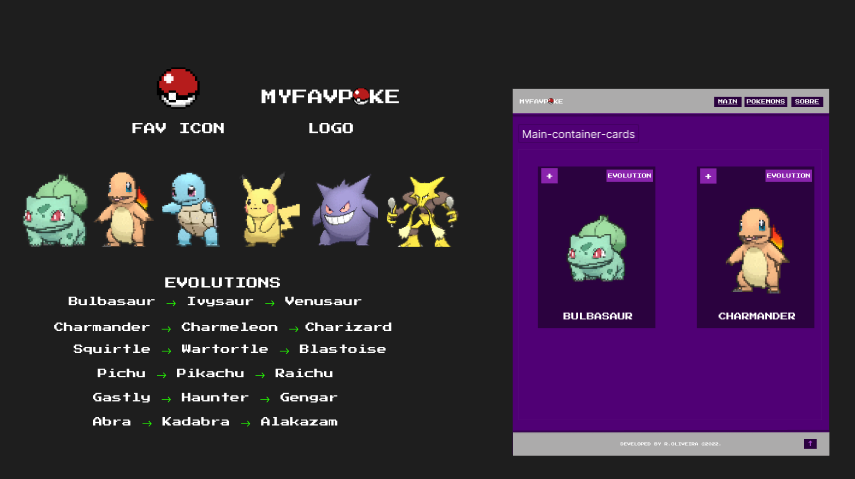 MYFAVPOKE
FAV ICON
LOGO
EVOLUTIONS
Bulbasaur → Ivysaur → Venusaur
Charmander → Charmeleon → Charizard
Squirtle → Wartortle → Blastoise
Pichu → Pikachu → Raichu
Gastly → Haunter → Gengar
Abra → Kadabra → Alakazam
MYFAVPOKE MAIN POKEMONS SOBRE
Main-container-cards
+ EVOLUTION + EVOLUTION
BULBASAUR CHARMANDER
DEVELOPED BY R.OLIVEIRA ©2022. ↑